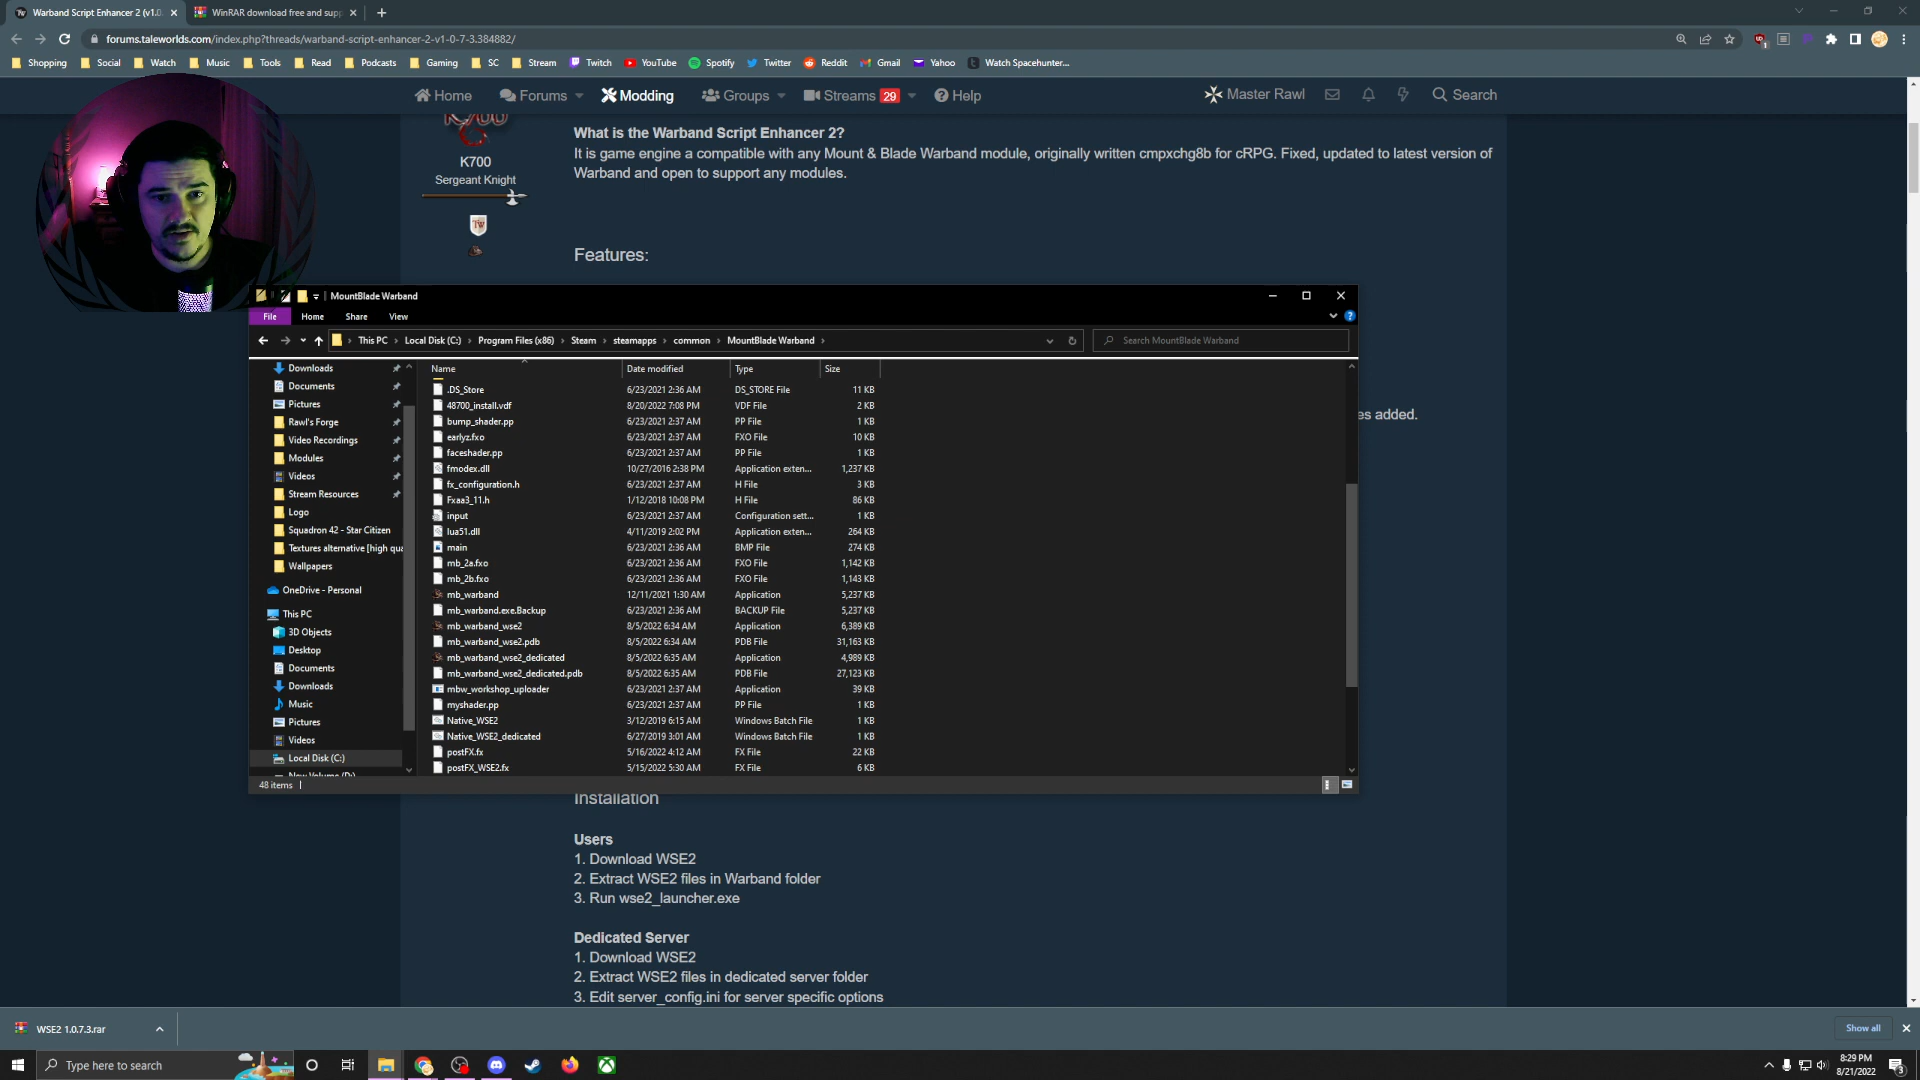 Warband Script Enhancer 2 (v1.0.
WinRAR download free and supp
forums.taleworlds.com/index.php?threads/warband-script-enhancer-2-v1-0-7-3.384882/
Shopping
Social
Watch
Music
Tools
Read
Podcasts
Gaming
SC
Stream
Twitch
YouTube
Spotify
Twitter
Reddit
Gmail
Yahoo
Watch Spacehunter...
Home
Forums
Modding
Groups
Streams 29
Help
Master Rawl
Search
K700
Sergeant Knight
What is the Warband Script Enhancer 2?
It is game engine a compatible with any Mount & Blade Warband module, originally written cmpxchg8b for cRPG. Fixed, updated to latest version of
Warband and open to support any modules.
Features:
es added.
MountBlade Warband
File
Home
Share
View
This PC > Local Disk (C:) > Program Files (x86) > Steam > steamapps > common > MountBlade Warband >
Search MountBlade Warband
Downloads
Documents
Pictures
Rawl's Forge
Video Recordings
Modules
Videos
Stream Resources
Logo
Squadron 42 - Star Citizen
Textures alternative [high qua
Wallpapers
OneDrive - Personal
This PC
3D Objects
Desktop
Documents
Downloads
Music
Pictures
Videos
Local Disk (C:)
New Volume (D:)
Name Date modified Type Size
.DS_Store 6/23/2021 2:36 AM DS_STORE File 11 KB
48700_install.vdf 8/20/2022 7:08 PM VDF File 2 KB
bump_shader.pp 6/23/2021 2:37 AM PP File 1 KB
earlyz.fxo 6/23/2021 2:37 AM FXO File 10 KB
faceshader.pp 6/23/2021 2:37 AM PP File 1 KB
fmodex.dll 10/27/2016 2:38 PM Application exten... 1,237 KB
fx_configuration.h 6/23/2021 2:37 AM H File 3 KB
Fxaa3_11.h 1/12/2018 10:08 PM H File 86 KB
input 6/23/2021 2:37 AM Configuration sett... 1 KB
lua51.dll 4/11/2019 2:02 PM Application exten... 264 KB
main 6/23/2021 2:36 AM BMP File 274 KB
mb_2a.fxo 6/23/2021 2:36 AM FXO File 1,142 KB
mb_2b.fxo 6/23/2021 2:36 AM FXO File 1,143 KB
mb_warband 12/11/2021 1:30 AM Application 5,237 KB
mb_warband.exe.Backup 6/23/2021 2:36 AM BACKUP File 5,237 KB
mb_warband_wse2 8/5/2022 6:34 AM Application 6,389 KB
mb_warband_wse2.pdb 8/5/2022 6:34 AM PDB File 31,163 KB
mb_warband_wse2_dedicated 8/5/2022 6:35 AM Application 4,989 KB
mb_warband_wse2_dedicated.pdb 8/5/2022 6:35 AM PDB File 27,123 KB
mbw_workshop_uploader 6/23/2021 2:37 AM Application 39 KB
myshader.pp 6/23/2021 2:37 AM PP File 1 KB
Native_WSE2 3/12/2019 6:15 AM Windows Batch File 1 KB
Native_WSE2_dedicated 6/27/2019 3:01 AM Windows Batch File 1 KB
postFX.fx 5/16/2022 4:12 AM FX File 22 KB
postFX_WSE2.fx 5/15/2022 5:30 AM FX File 6 KB
48 items
Installation
Users
1. Download WSE2
2. Extract WSE2 files in Warband folder
3. Run wse2_launcher.exe
Dedicated Server
1. Download WSE2
2. Extract WSE2 files in dedicated server folder
3. Edit server_config.ini for server specific options
WSE2 1.0.7.3.rar
Show all
Type here to search
8:29 PM
8/21/2022
3